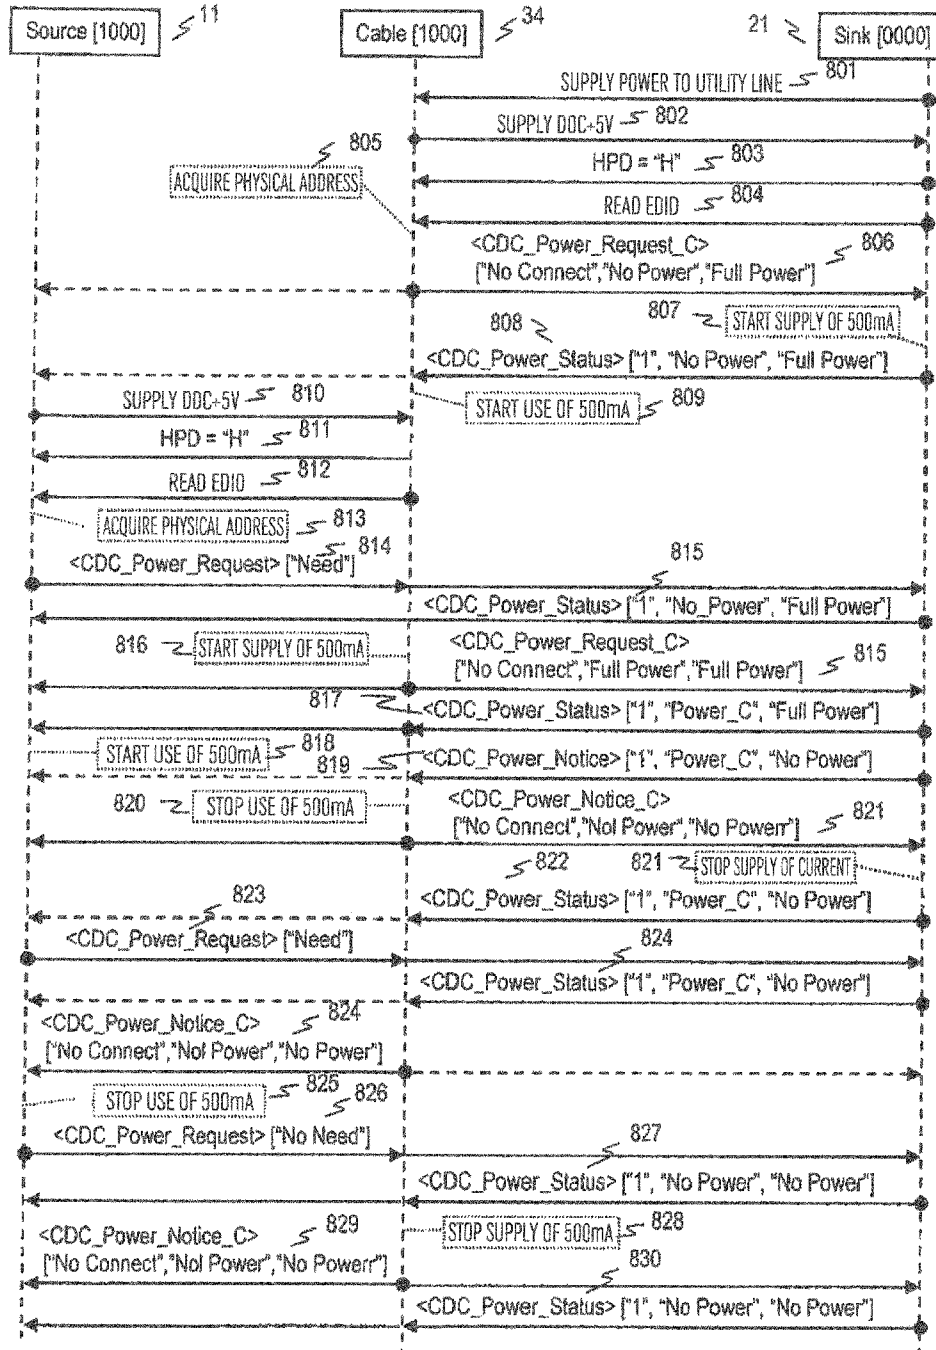 Source [1000] 11
Cable [1000] 34
21 Sink [0000]
SUPPLY POWER TO UTILITY LINE 801
SUPPLY DDC+5V 802
805
HPD = "H" 803
ACQUIRE PHYSICAL ADDRESS
READ EDID 804
<CDC_Power_Request_C> 806
["No Connect","No Power","Full Power"]
807 START SUPPLY OF 500mA
808
<CDC_Power_Status> ["1", "No Power", "Full Power"]
SUPPLY DDC+5V 810
START USE OF 500mA 809
HPD = "H" 811
READ EDID 812
ACQUIRE PHYSICAL ADDRESS 813
<CDC_Power_Request> ["Need"] 814
815
<CDC_Power_Status> ["1", "No_Power", "Full Power"]
816 START SUPPLY OF 500mA
<CDC_Power_Request_C>
["No Connect","Full Power","Full Power"] 815
817
<CDC_Power_Status> ["1", "Power_C", "Full Power"]
START USE OF 500mA 818
819 <CDC_Power_Notice> ["1", "Power_C", "No Power"]
820 STOP USE OF 500mA
<CDC_Power_Notice_C>
["No Connect","Nol Power","No Powerr"] 821
822
821 STOP SUPPLY OF CURRENT
<CDC_Power_Status> ["1", "Power_C", "No Power"]
823
<CDC_Power_Request> ["Need"]
824
<CDC_Power_Status> ["1", "Power_C", "No Power"]
<CDC_Power_Notice_C> 824
["No Connect","Nol Power","No Power"]
STOP USE OF 500mA 825
826
<CDC_Power_Request> ["No Need"]
827
<CDC_Power_Status> ["1", "No Power", "No Power"]
<CDC_Power_Notice_C> 829
STOP SUPPLY OF 500mA 828
["No Connect","Nol Power","No Powerr"]
830
<CDC_Power_Status> ["1", "No Power", "No Power"]